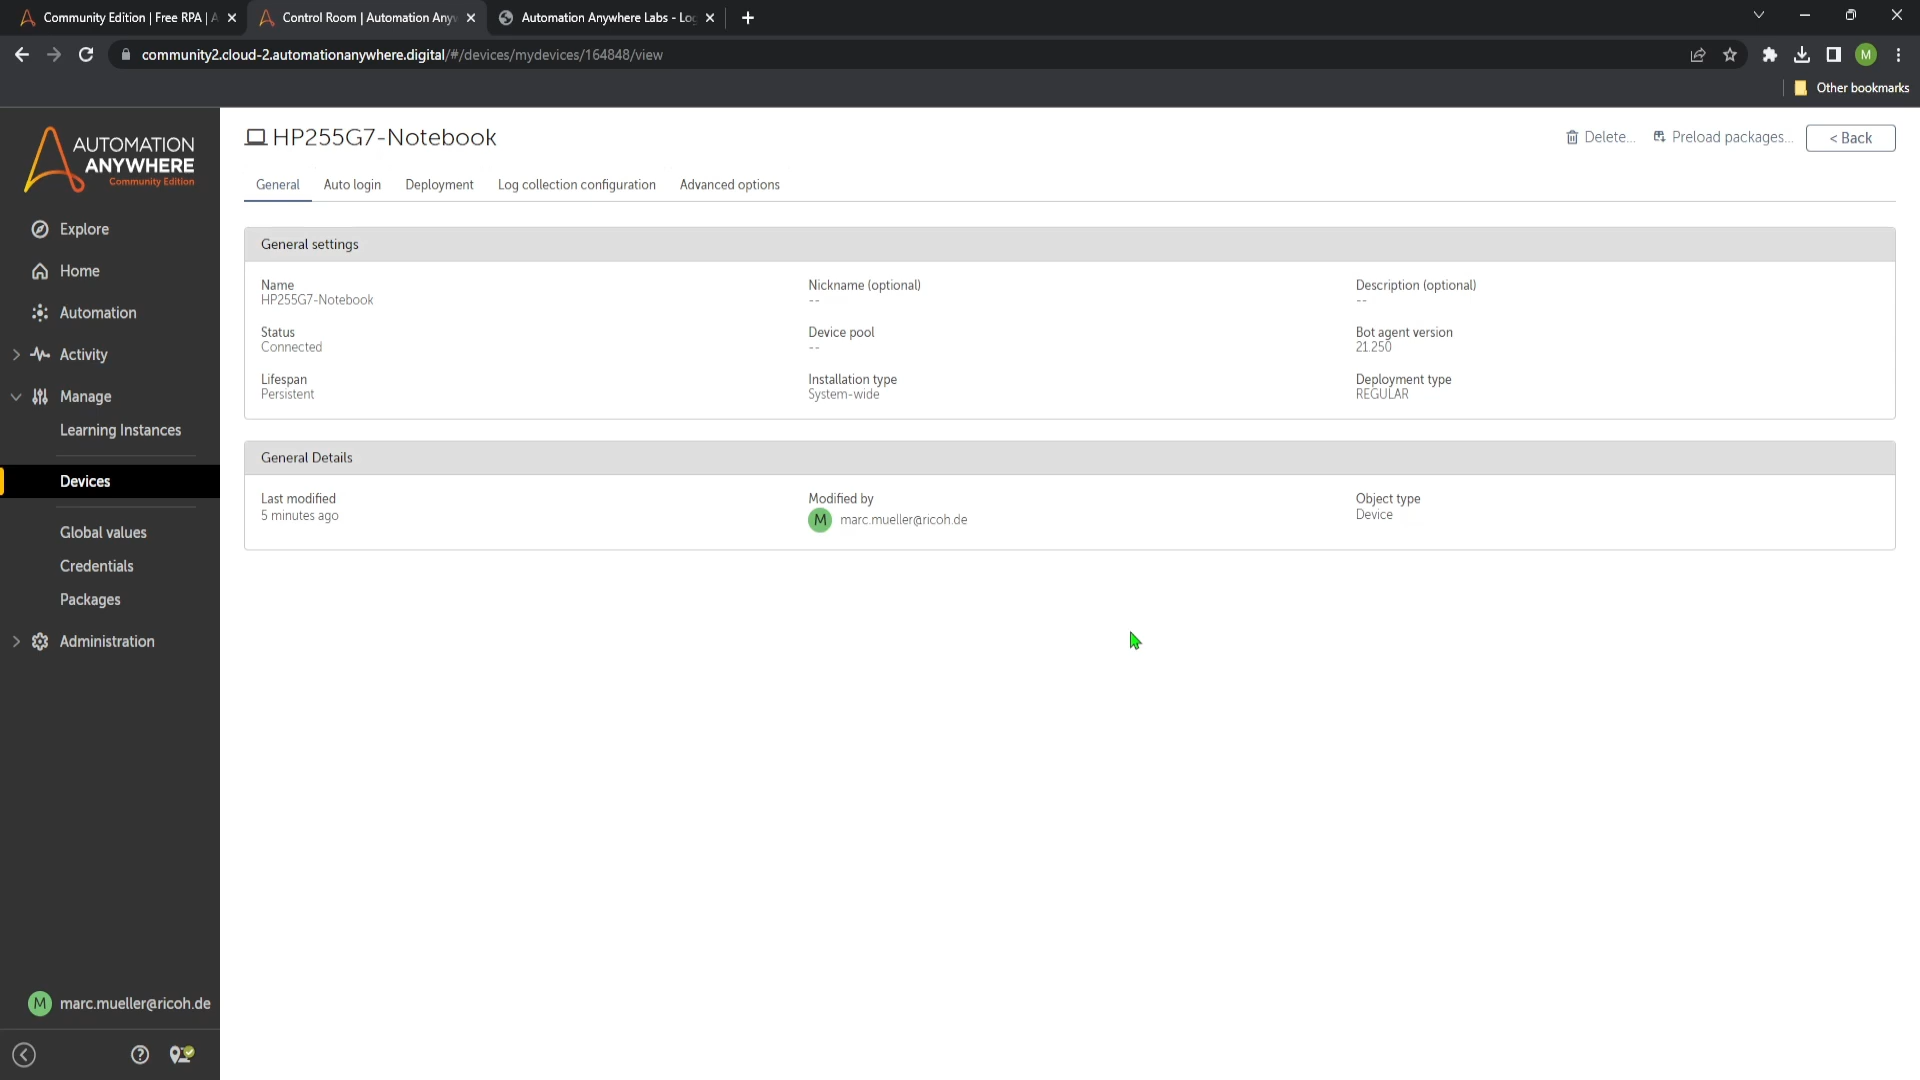 Community Edition | Free RPA | A
Control Room | Automation Any
Automation Anywhere Labs - Lo
community2.cloud-2.automationanywhere.digital/#/devices/mydevices/164848/view
M
Other bookmarks
AUTOMATION
ANYWHERE
Community Edition
HP255G7-Notebook
Delete...
Preload packages...
< Back
General
Auto login
Deployment
Log collection configuration
Advanced options
Explore
Home
Automation
Activity
Manage
Learning Instances
Devices
Global values
Credentials
Packages
Administration
General settings
Name
HP255G7-Notebook
Nickname (optional)
--
Description (optional)
--
Status
Connected
Device pool
--
Bot agent version
21.250
Lifespan
Persistent
Installation type
System-wide
Deployment type
REGULAR
General Details
Last modified
5 minutes ago
Modified by
M marc.mueller@ricoh.de
Object type
Device
M marc.mueller@ricoh.de